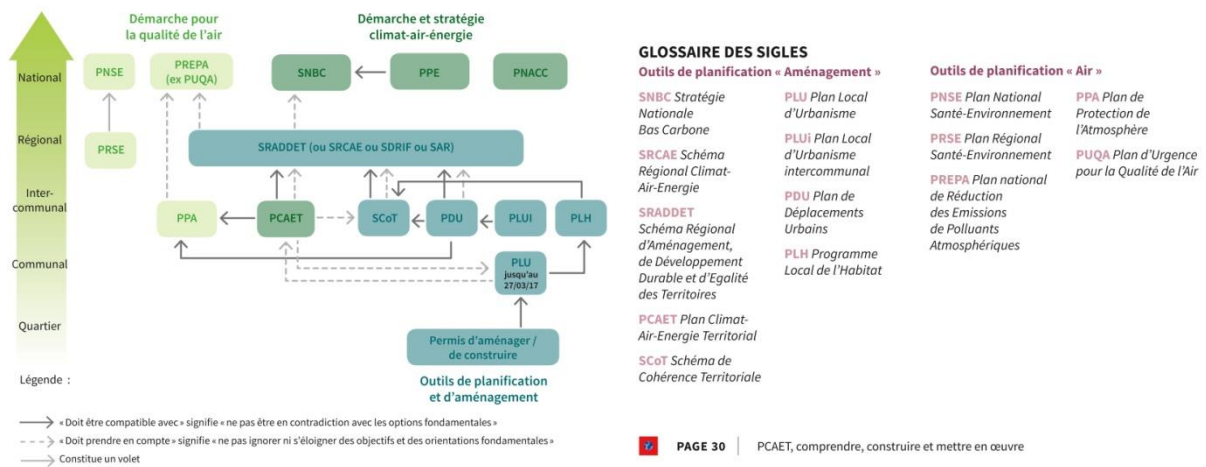 Démarche pour
la qualité de l'air
Démarche et stratégie
climat-air-énergie
National
PNSE
PREPA
(ex PUQA)
SNBC
PPE
PNACC
Régional
PRSE
SRADDET (ou SRCAE ou SDRIF ou SAR)
Inter-
communal
PPA
PCAET
SCoT
PDU
PLUI
PLH
Communal
PLU
jusqu'au
27/03/17
Quartier
Permis d'aménager /
de construire
Outils de planification
et d'aménagement
Légende :
« Doit être compatible avec » signifie « ne pas être en contradiction avec les options fondamentales »
« Doit prendre en compte » signifie « ne pas ignorer ni s'éloigner des objectifs et des orientations fondamentales »
Constitue un volet
GLOSSAIRE DES SIGLES
Outils de planification « Aménagement »
SNBC Stratégie
Nationale
Bas Carbone
SRCAE Schéma
Régional Climat-
Air-Energie
SRADDET
Schéma Régional
d'Aménagement,
de Développement
Durable et d'Egalité
des Territoires
PCAET Plan Climat-
Air-Energie Territorial
SCoT Schéma de
Cohérence Territoriale
PLU Plan Local
d'Urbanisme
PLUi Plan Local
d'Urbanisme
intercommunal
PDU Plan de
Déplacements
Urbains
PLH Programme
Local de l'Habitat
Outils de planification « Air »
PNSE Plan National
Santé-Environnement
PRSE Plan Régional
Santé-Environnement
PREPA Plan national
de Réduction
des Emissions
de Polluants
Atmosphériques
PPA Plan de
Protection de
l'Atmosphère
PUQA Plan d'Urgence
pour la Qualité de l'Air
PAGE 30 | PCAET, comprendre, construire et mettre en œuvre